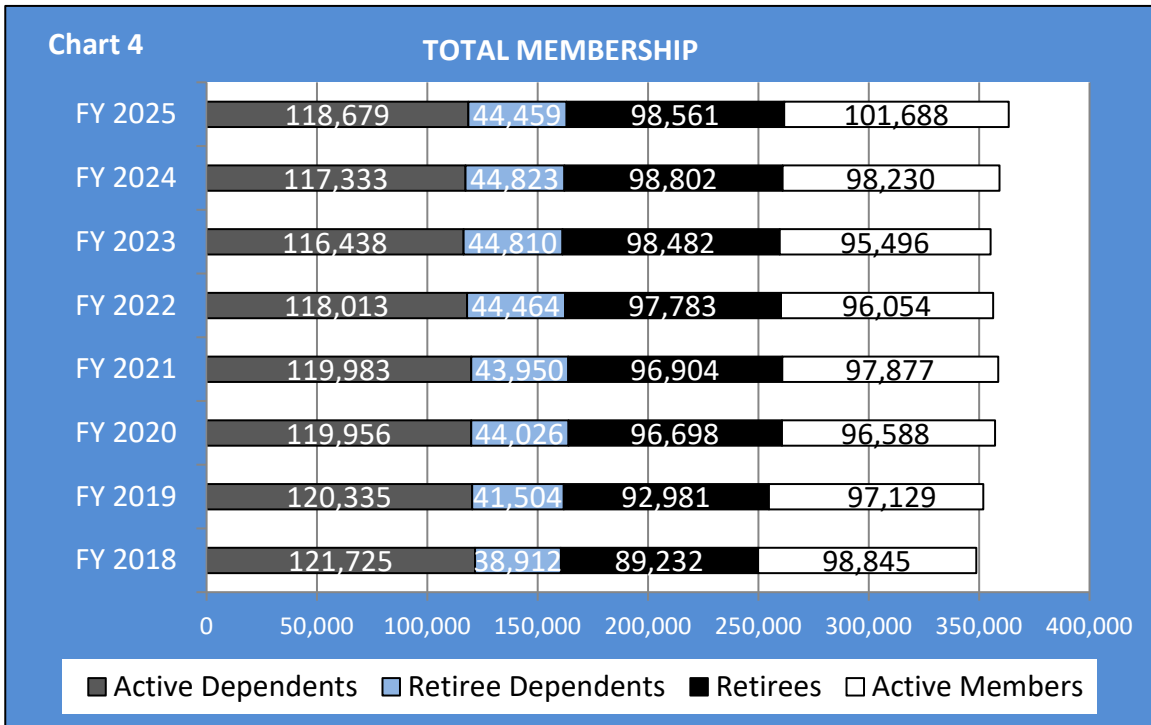 Chart 4
TOTAL MEMBERSHIP
FY 2025 118,679 44,459 98,561 101,688
FY 2024 117,333 44,823 98,802 98,230
FY 2023 116,438 44,810 98,482 95,496
FY 2022 118,013 44,464 97,783 96,054
FY 2021 119,983 43,950 96,904 97,877
FY 2020 119,956 44,026 96,698 96,588
FY 2019 120,335 41,504 92,981 97,129
FY 2018 121,725 38,912 89,232 98,845
0 50,000 100,000 150,000 200,000 250,000 300,000 350,000 400,000
Active Dependents Retiree Dependents Retirees Active Members